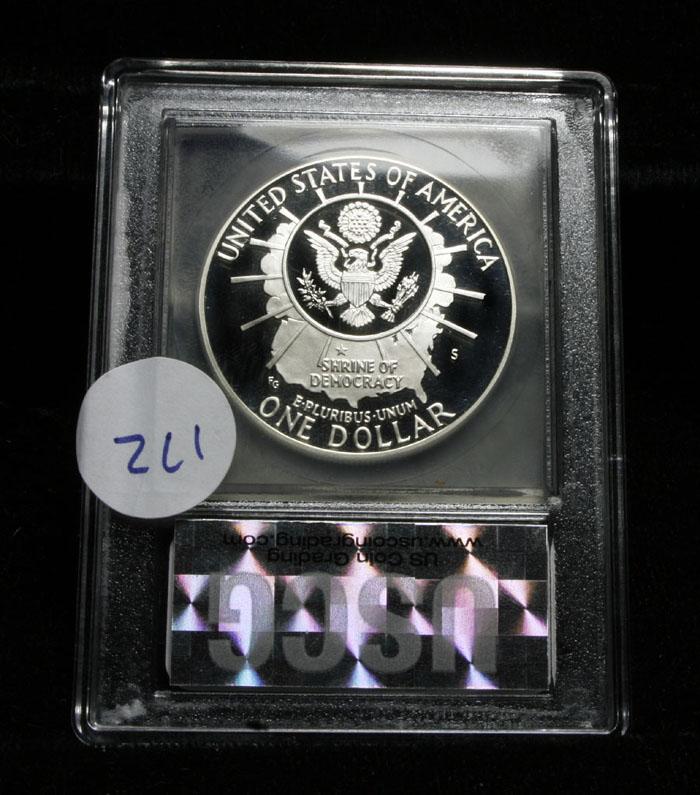 UNITED STATES OF AMERICA
S
SHRINE OF
DEMOCRACY
FG
E·PLURIBUS·UNUM
ONE DOLLAR
172
USCG
US Coin Grading
www.uscoingrading.com